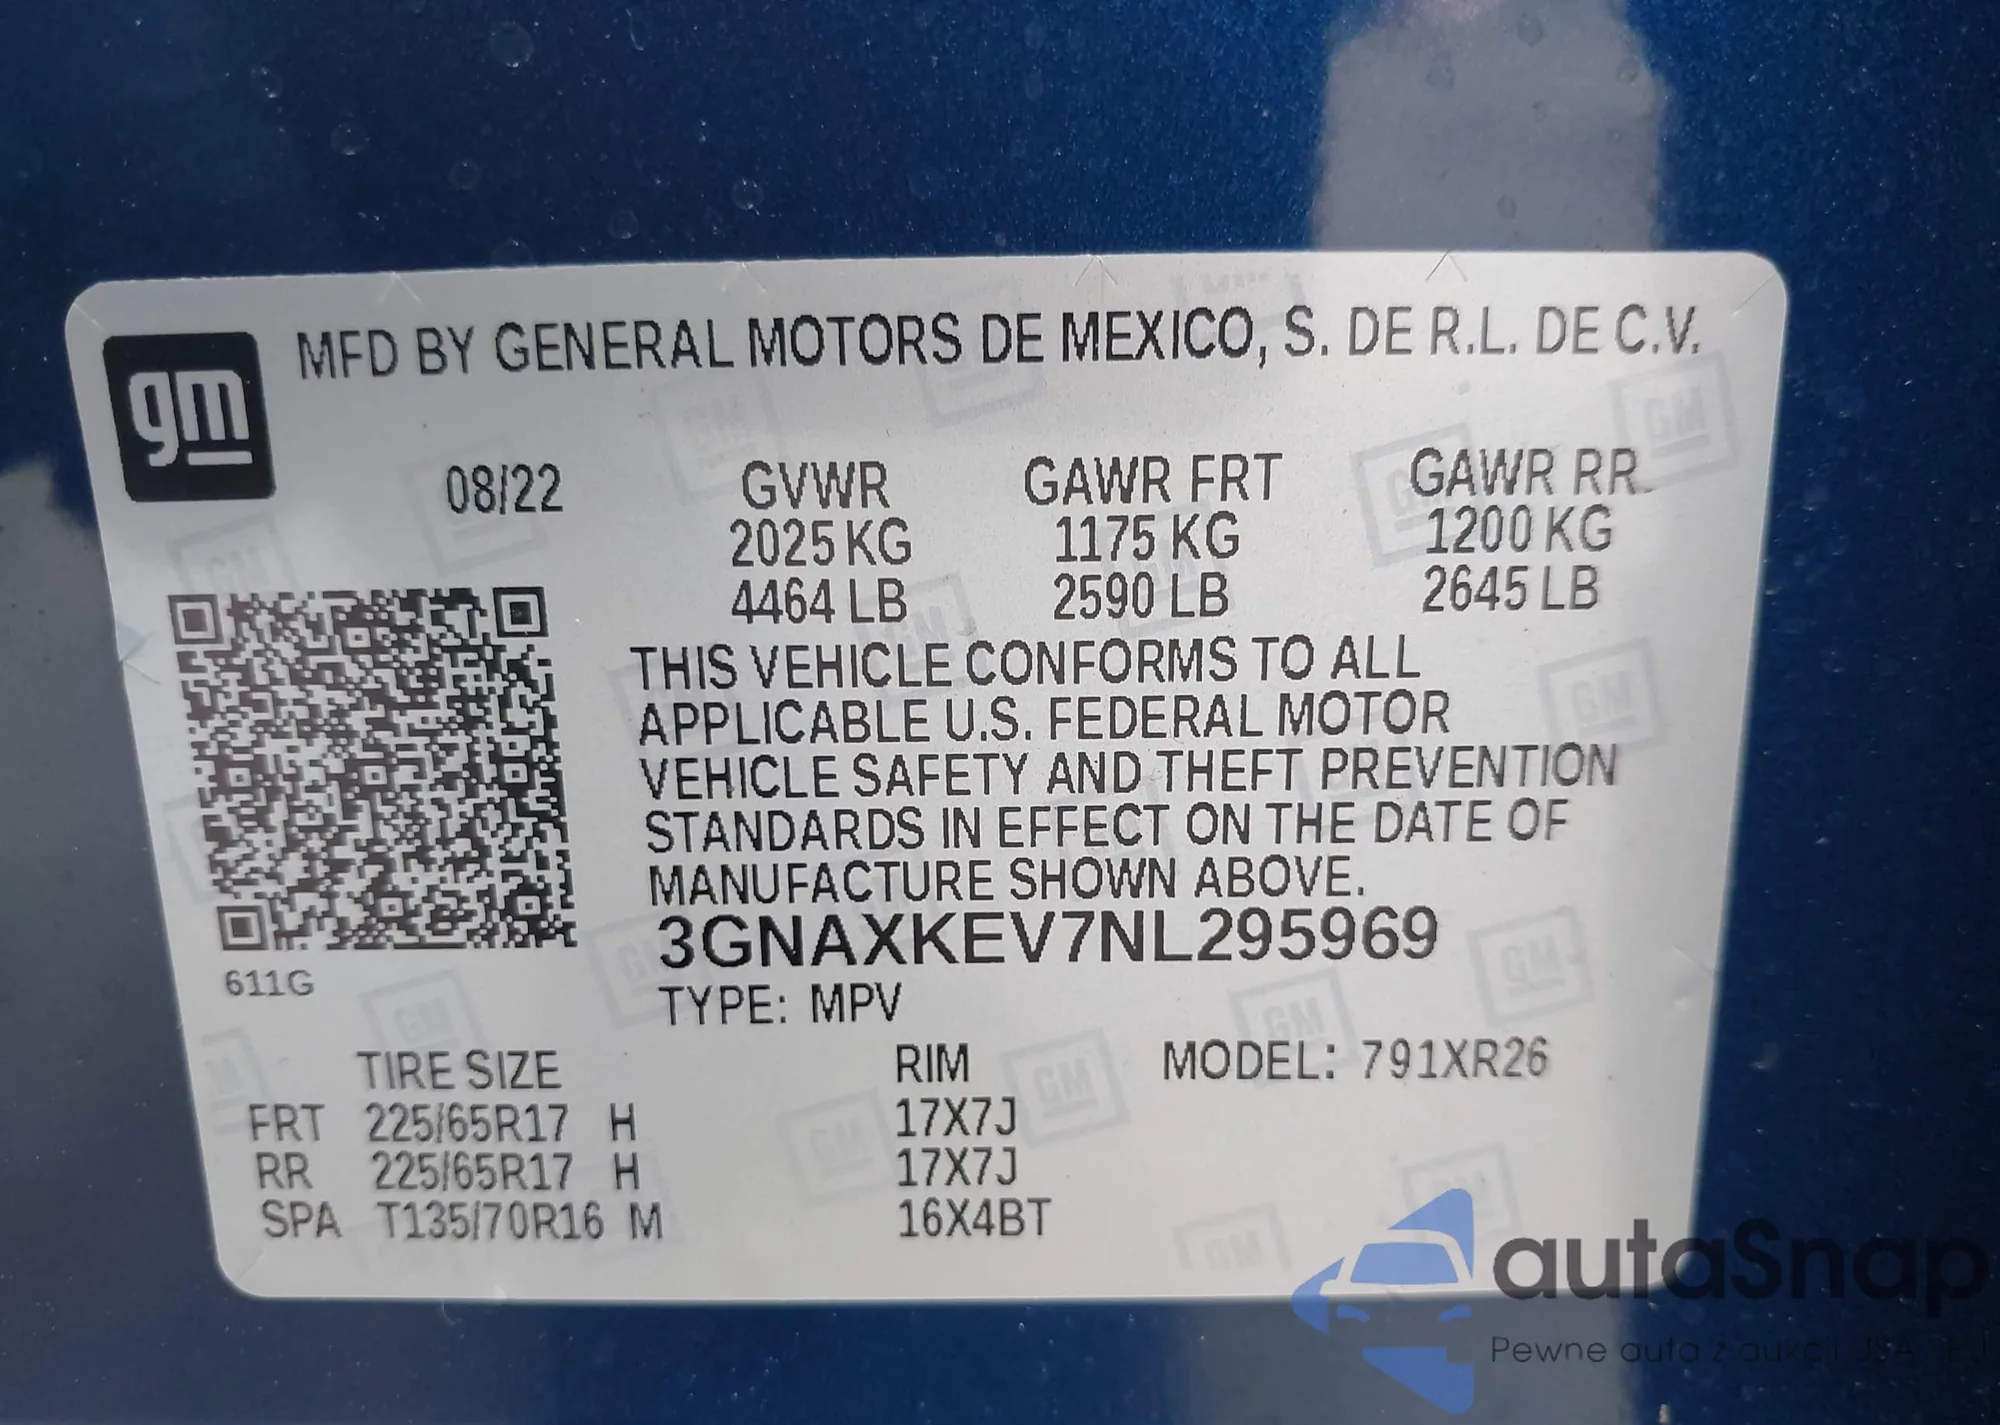 gm
MFD BY GENERAL MOTORS DE MEXICO, S. DE R.L. DE C.V.
08/22 GVWR GAWR FRT GAWR RR
2025 KG 1175 KG 1200 KG
4464 LB 2590 LB 2645 LB
THIS VEHICLE CONFORMS TO ALL
APPLICABLE U.S. FEDERAL MOTOR
VEHICLE SAFETY AND THEFT PREVENTION
STANDARDS IN EFFECT ON THE DATE OF
MANUFACTURE SHOWN ABOVE.
3GNAXKEV7NL295969
611G
TYPE: MPV
TIRE SIZE RIM MODEL: 791XR26
FRT 225/65R17 H 17X7J
RR 225/65R17 H 17X7J
SPA T135/70R16 M 16X4BT
autaSnap
Pewne auta z aukcji